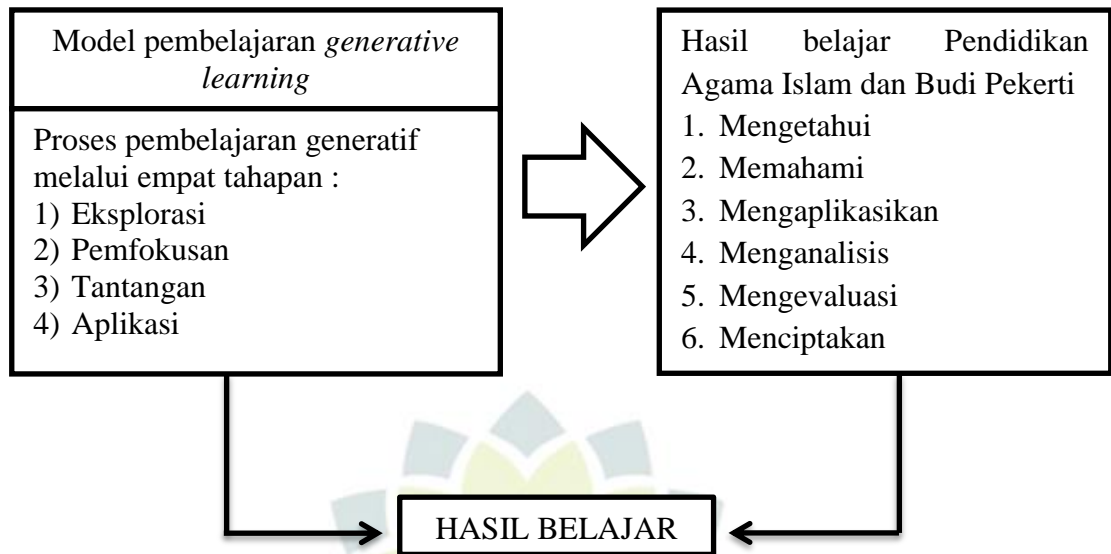 Model pembelajaran generative
learning
Proses pembelajaran generatif
melalui empat tahapan :
1) Eksplorasi
2) Pemfokusan
3) Tantangan
4) Aplikasi
Hasil belajar Pendidikan
Agama Islam dan Budi Pekerti
1. Mengetahui
2. Memahami
3. Mengaplikasikan
4. Menganalisis
5. Mengevaluasi
6. Menciptakan
HASIL BELAJAR